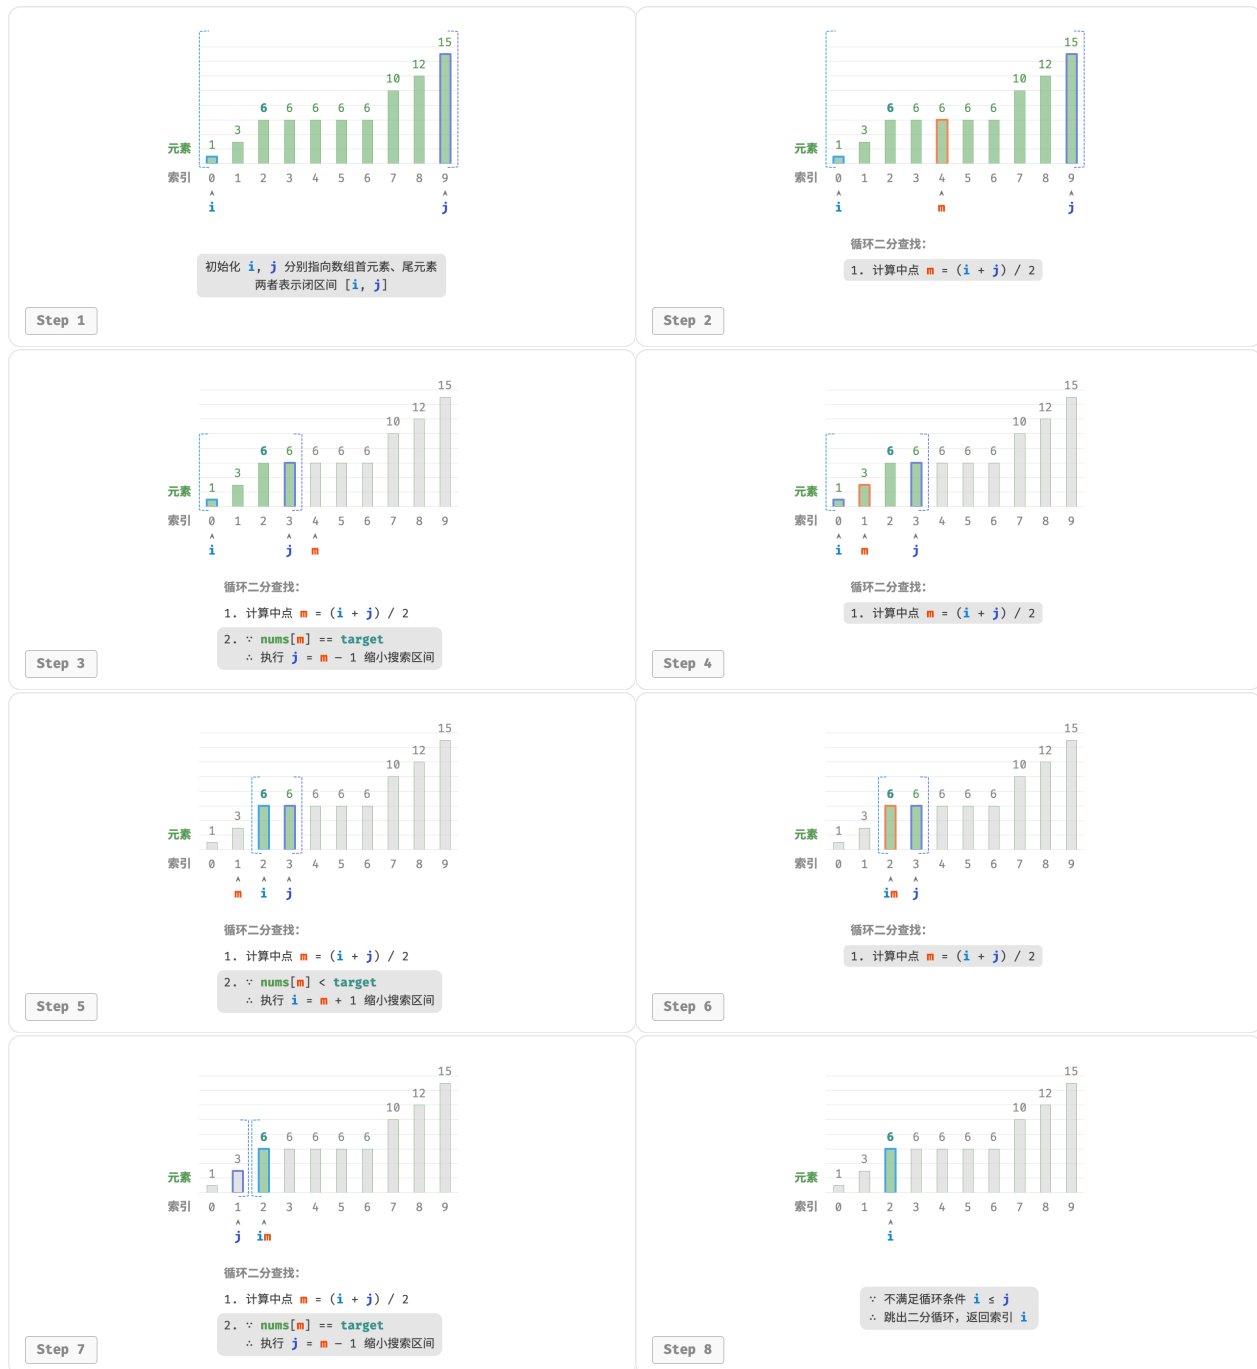 15
12
10
6 6 6 6 6
3
1
元素
索引 0 1 2 3 4 5 6 7 8 9
i j
初始化 i, j 分别指向数组首元素、尾元素
两者表示闭区间 [i, j]
Step 1
15
12
10
6 6 6 6 6
3
1
元素
索引 0 1 2 3 4 5 6 7 8 9
i m j
循环二分查找：
1. 计算中点 m = (i + j) / 2
Step 2
15
12
10
6 6 6 6 6
3
1
元素
索引 0 1 2 3 4 5 6 7 8 9
i j m
循环二分查找：
1. 计算中点 m = (i + j) / 2
2. ∵ nums[m] == target
∴ 执行 j = m – 1 缩小搜索区间
Step 3
15
12
10
6 6 6 6 6
3
1
元素
索引 0 1 2 3 4 5 6 7 8 9
i m j
循环二分查找：
1. 计算中点 m = (i + j) / 2
Step 4
15
12
10
6 6 6 6 6
3
1
元素
索引 0 1 2 3 4 5 6 7 8 9
m i j
循环二分查找：
1. 计算中点 m = (i + j) / 2
2. ∵ nums[m] < target
∴ 执行 i = m + 1 缩小搜索区间
Step 5
15
12
10
6 6 6 6 6
3
1
元素
索引 0 1 2 3 4 5 6 7 8 9
im j
循环二分查找：
1. 计算中点 m = (i + j) / 2
Step 6
15
12
10
6 6 6 6 6
3
1
元素
索引 0 1 2 3 4 5 6 7 8 9
j im
循环二分查找：
1. 计算中点 m = (i + j) / 2
2. ∵ nums[m] == target
∴ 执行 j = m – 1 缩小搜索区间
Step 7
15
12
10
6 6 6 6 6
3
1
元素
索引 0 1 2 3 4 5 6 7 8 9
i
∵ 不满足循环条件 i ≤ j
∴ 跳出二分循环，返回索引 i
Step 8